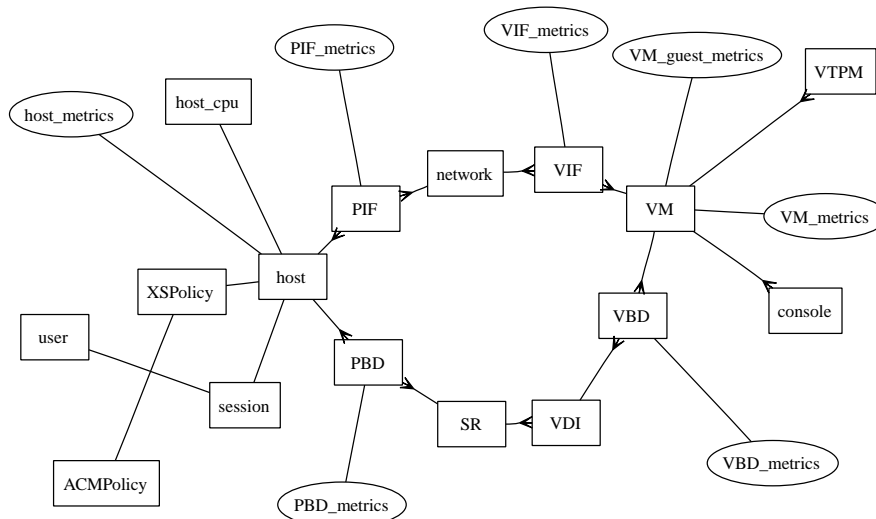 VIF_metrics
PIF_metrics
VM_guest_metrics
VTPM
host_cpu
host_metrics
network
VIF
PIF
VM
VM_metrics
host
XSPolicy
VBD
console
user
PBD
session
SR
VDI
VBD_metrics
ACMPolicy
PBD_metrics